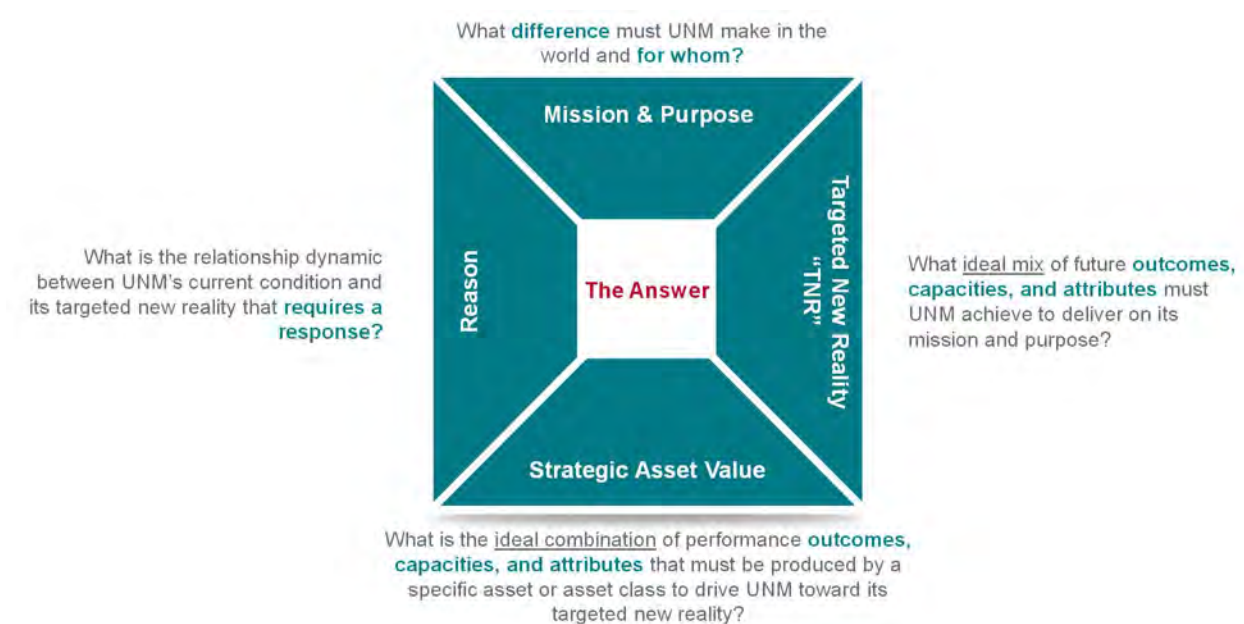 What difference must UNM make in the
world and for whom?
Mission & Purpose
What is the relationship dynamic
between UNM's current condition and
its targeted new reality that requires a
response?
Reason
The Answer
Targeted New Reality
“TNR”
What ideal mix of future outcomes,
capacities, and attributes must
UNM achieve to deliver on its
mission and purpose?
Strategic Asset Value
What is the ideal combination of performance outcomes,
capacities, and attributes that must be produced by a
specific asset or asset class to drive UNM toward its
targeted new reality?